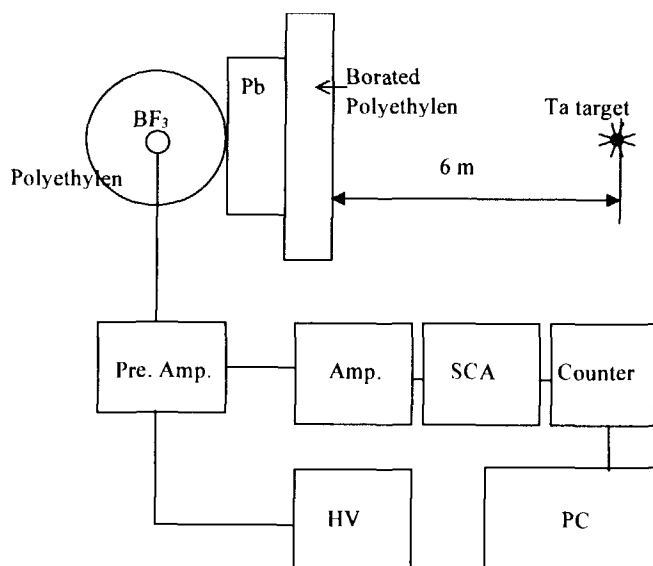 Pb
Borated
Polyethylen
Ta target
BF₃
Polyethylen
6 m
Pre. Amp.
Amp.
SCA
Counter
HV
PC